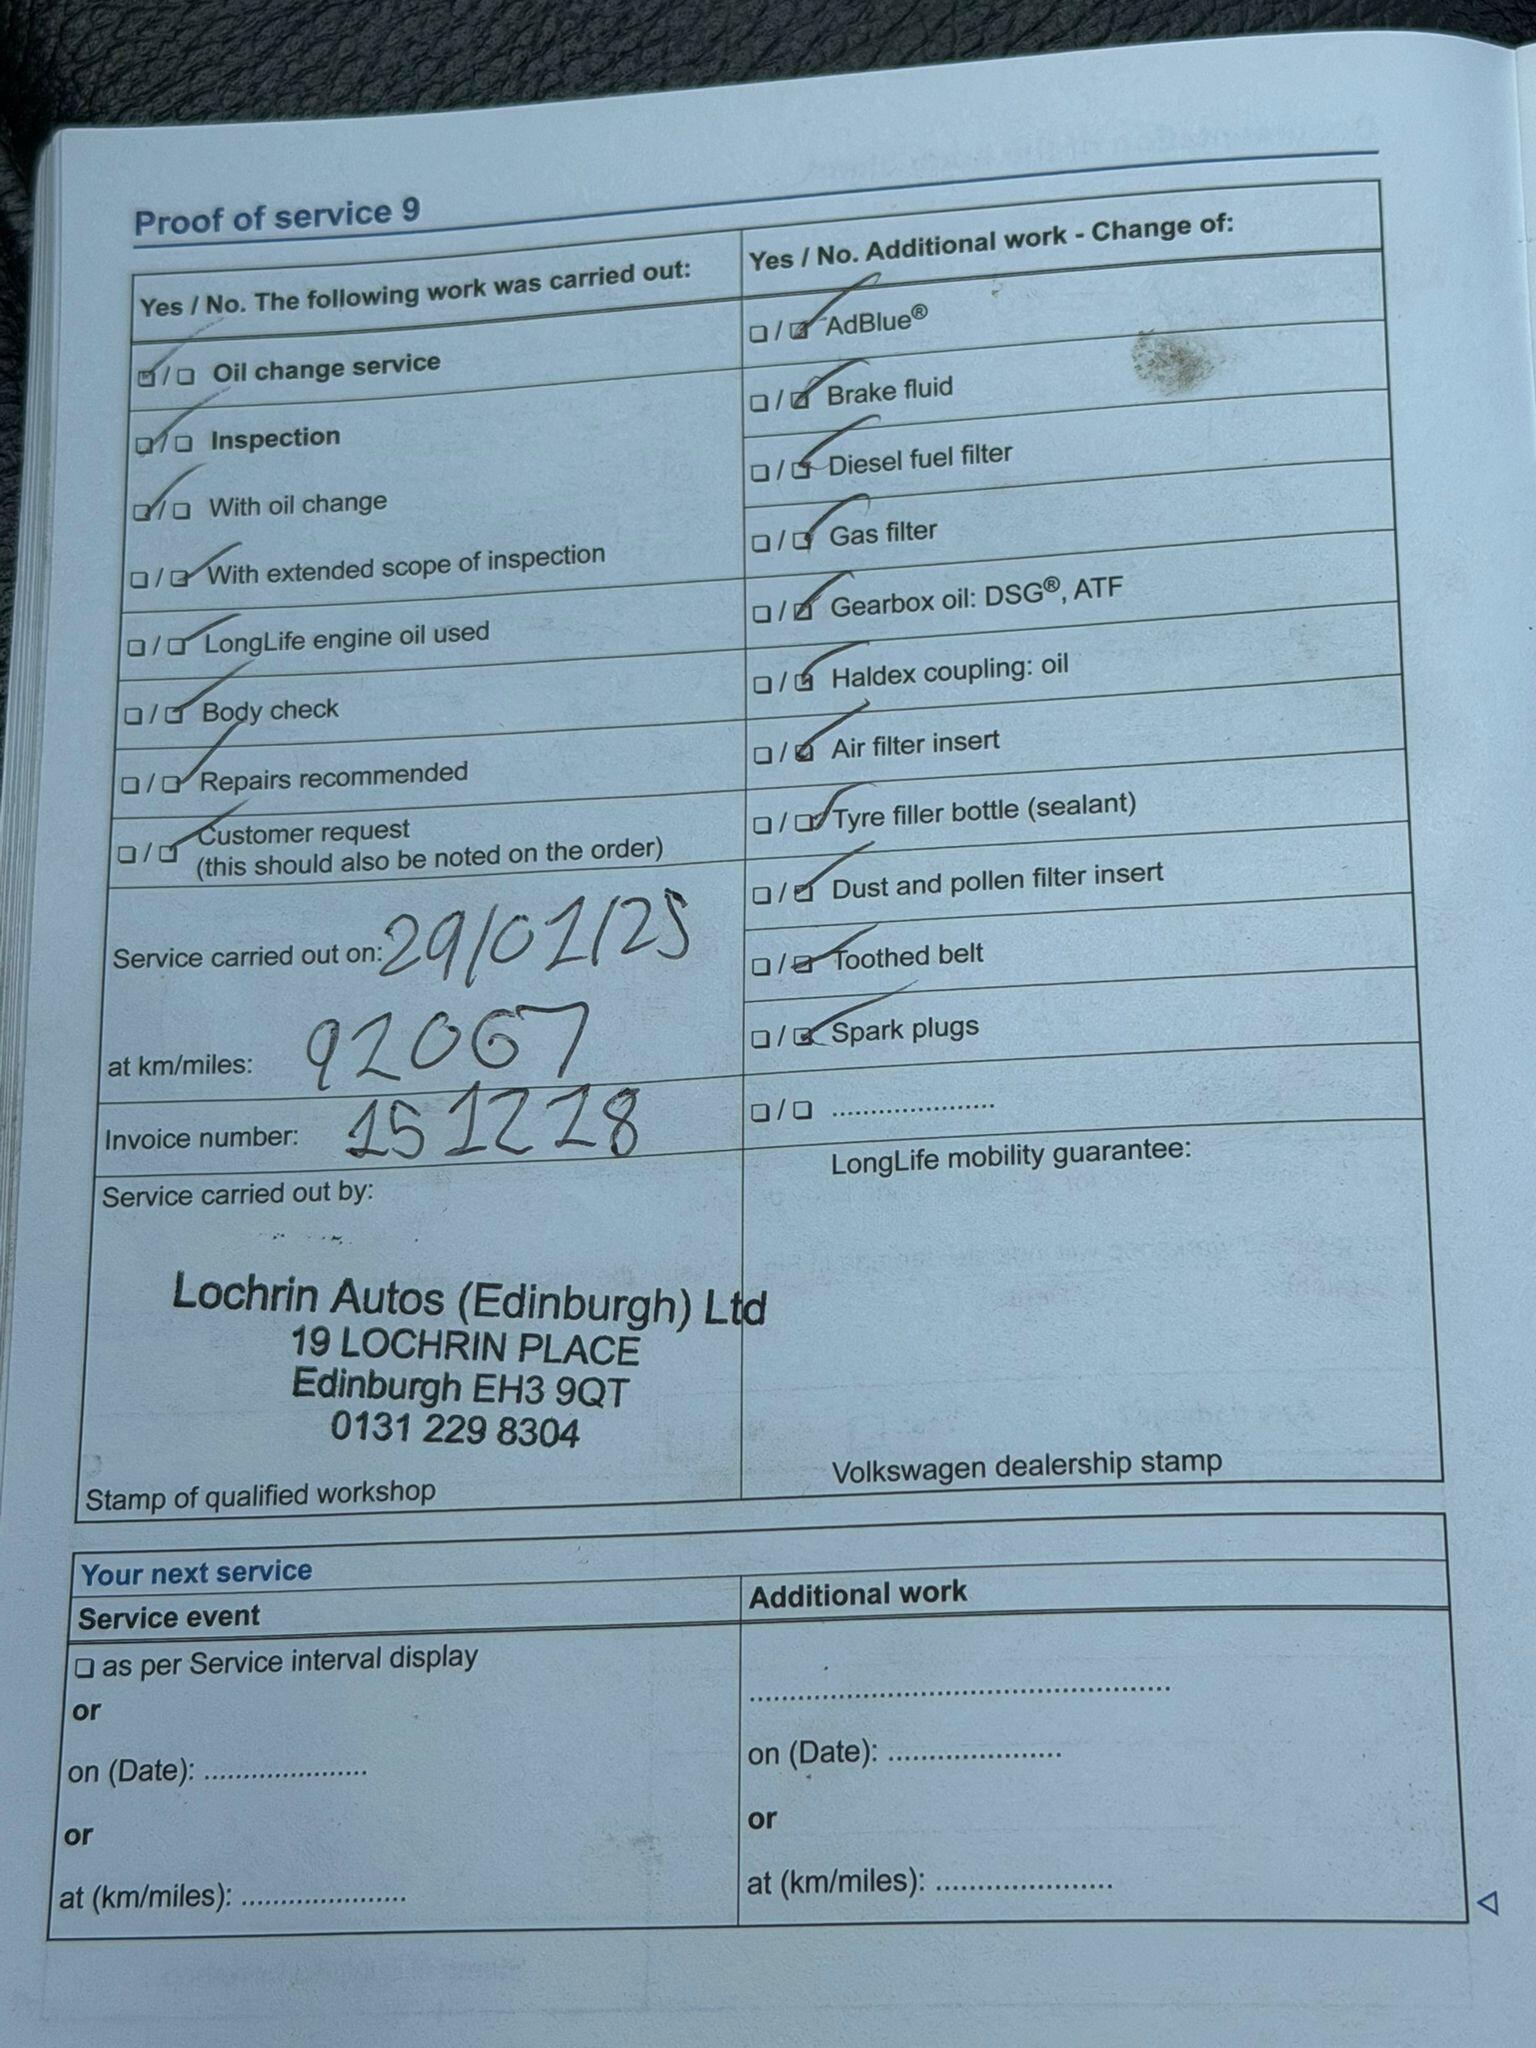 Proof of service 9
Yes / No. The following work was carried out:
☑ / ☐ Oil change service
☑ / ☐ Inspection
☑ / ☐ With oil change
☐ / ☑ With extended scope of inspection
☐ / ☑ LongLife engine oil used
☐ / ☑ Body check
☐ / ☑ Repairs recommended
☐ / ☑ Customer request
(this should also be noted on the order)
Service carried out on: 29/01/25
at km/miles: 92067
Invoice number: 151228
Service carried out by:
Lochrin Autos (Edinburgh) Ltd
19 LOCHRIN PLACE
Edinburgh EH3 9QT
0131 229 8304
Stamp of qualified workshop
Yes / No. Additional work - Change of:
☐ / ☑ AdBlue®
☐ / ☑ Brake fluid
☐ / ☑ Diesel fuel filter
☐ / ☑ Gas filter
☐ / ☑ Gearbox oil: DSG®, ATF
☐ / ☑ Haldex coupling: oil
☐ / ☑ Air filter insert
☐ / ☑ Tyre filler bottle (sealant)
☐ / ☑ Dust and pollen filter insert
☐ / ☑ Toothed belt
☐ / ☑ Spark plugs
☐ / ☐ ......................
LongLife mobility guarantee:
Volkswagen dealership stamp
Your next service
Service event
☐ as per Service interval display
or
on (Date): ......................
or
at (km/miles): ......................
Additional work
........................................................
on (Date): ......................
or
at (km/miles): ......................